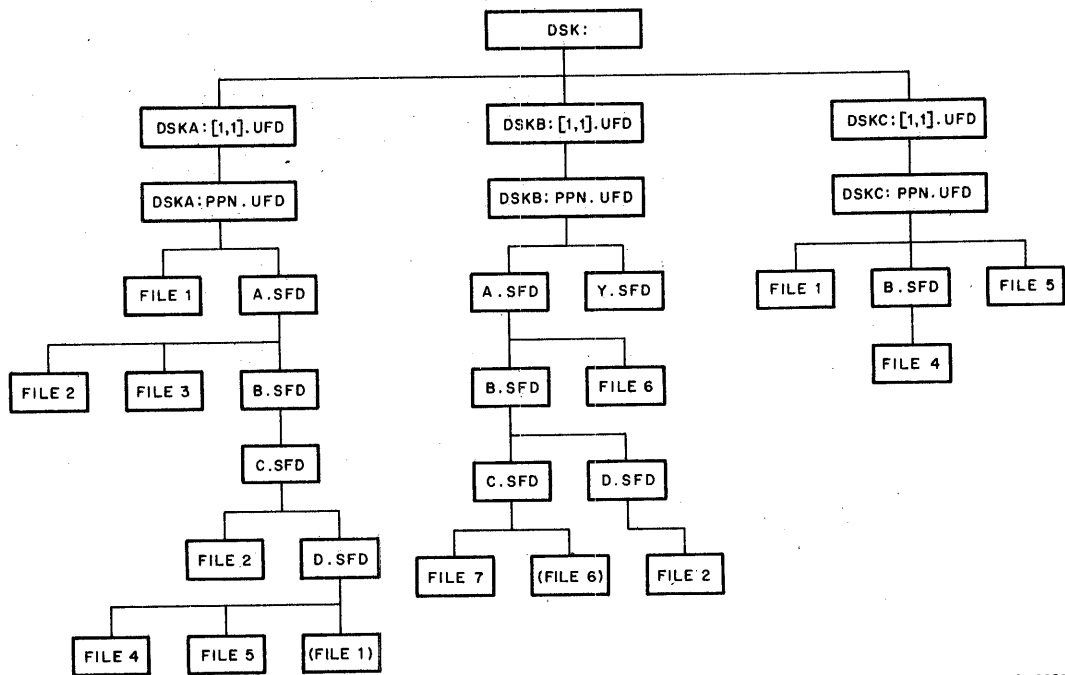 DSK:
DSKA:[1,1].UFD
DSKB:[1,1].UFD
DSKC:[1,1].UFD
DSKA:PPN.UFD
DSKB:PPN.UFD
DSKC:PPN.UFD
FILE 1
A.SFD
A.SFD
Y.SFD
FILE 1
B.SFD
FILE 5
FILE 2
FILE 3
B.SFD
B.SFD
FILE 6
FILE 4
C.SFD
C.SFD
D.SFD
FILE 2
D.SFD
FILE 7
(FILE 6)
FILE 2
FILE 4
FILE 5
(FILE 1)